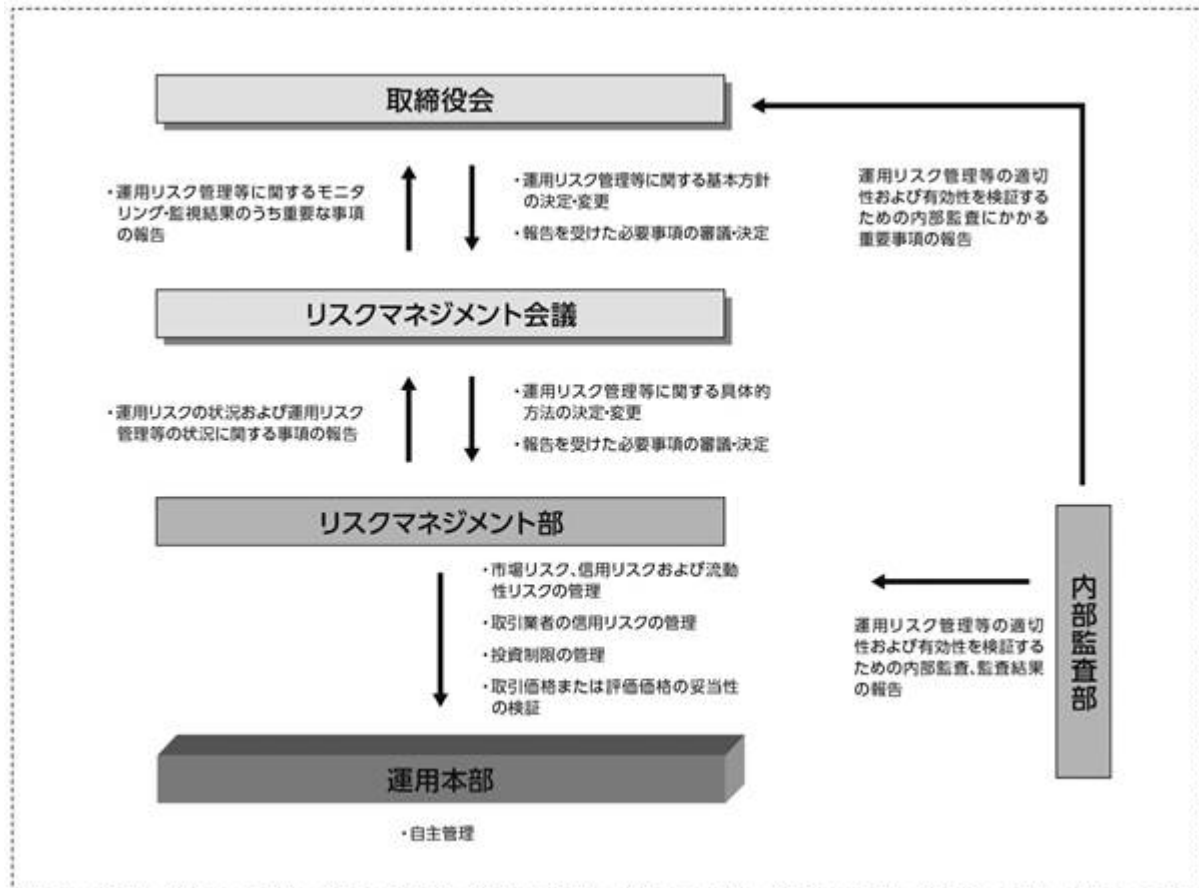 取締役会
・運用リスク管理等に関するモニタ
リング・監視結果のうち重要な事項
の報告
・運用リスク管理等に関する基本方針
の決定・変更
・報告を受けた必要事項の審議・決定
運用リスク管理等の適切
性および有効性を検証する
ための内部監査にかかる
重要事項の報告
リスクマネジメント会議
・運用リスクの状況および運用リスク
管理等の状況に関する事項の報告
・運用リスク管理等に関する具体的
方法の決定・変更
・報告を受けた必要事項の審議・決定
リスクマネジメント部
・市場リスク、信用リスクおよび流動
性リスクの管理
・取引業者の信用リスクの管理
・投資制限の管理
・取引価格または評価価格の妥当性
の検証
運用リスク管理等の適切
性および有効性を検証する
ための内部監査、監査結果
の報告
内部監査部
運用本部
・自主管理